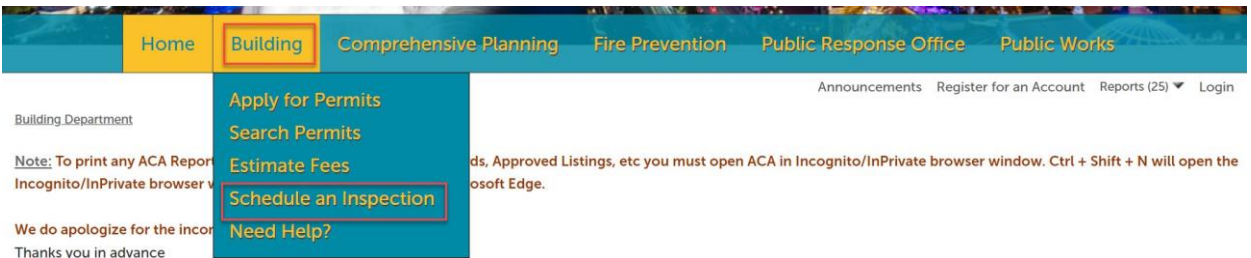 Home Building Comprehensive Planning Fire Prevention Public Response Office Public Works
Announcements Register for an Account Reports (25) Login
Apply for Permits
Search Permits
Estimate Fees
Schedule an Inspection
Need Help?
Building Department
Note: To print any ACA Report ds, Approved Listings, etc you must open ACA in Incognito/InPrivate browser window. Ctrl + Shift + N will open the
Incognito/InPrivate browser osoft Edge.
We do apologize for the
Thanks you in advance